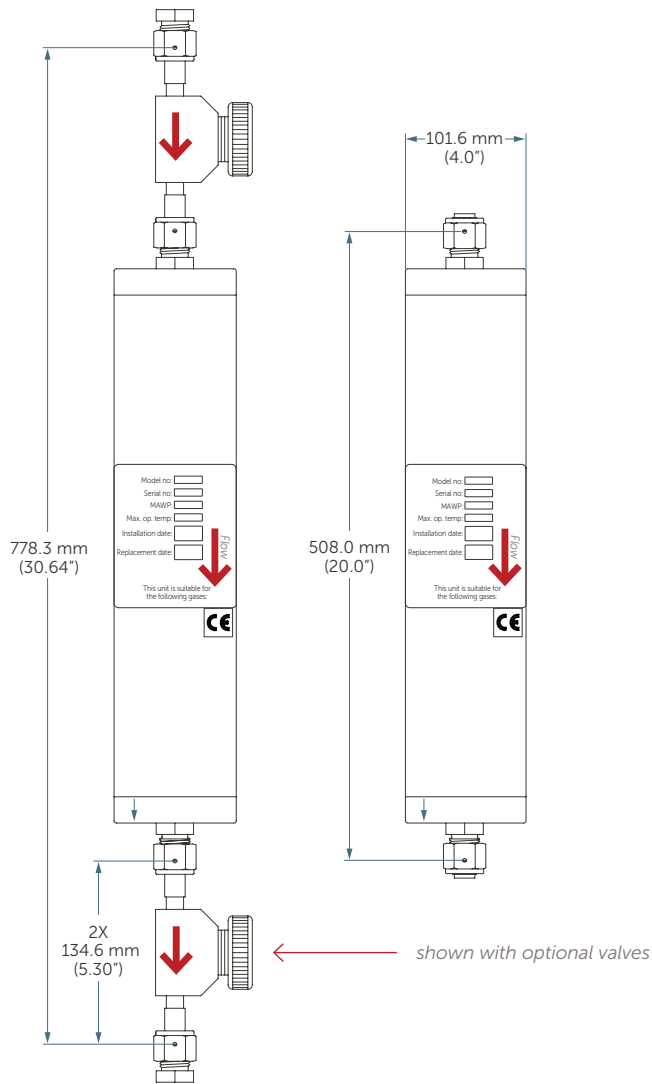 101.6 mm
(4.0″)
Model no:
Serial no:
MAWP:
Max. op. temp:
Installation date:
Replacement date:
Flow
This unit is suitable for
the following gases:
CE
778.3 mm
(30.64″)
Model no:
Serial no:
MAWP:
Max. op. temp:
Installation date:
Replacement date:
Flow
This unit is suitable for
the following gases:
CE
508.0 mm
(20.0″)
2X
134.6 mm
(5.30″)
shown with optional valves